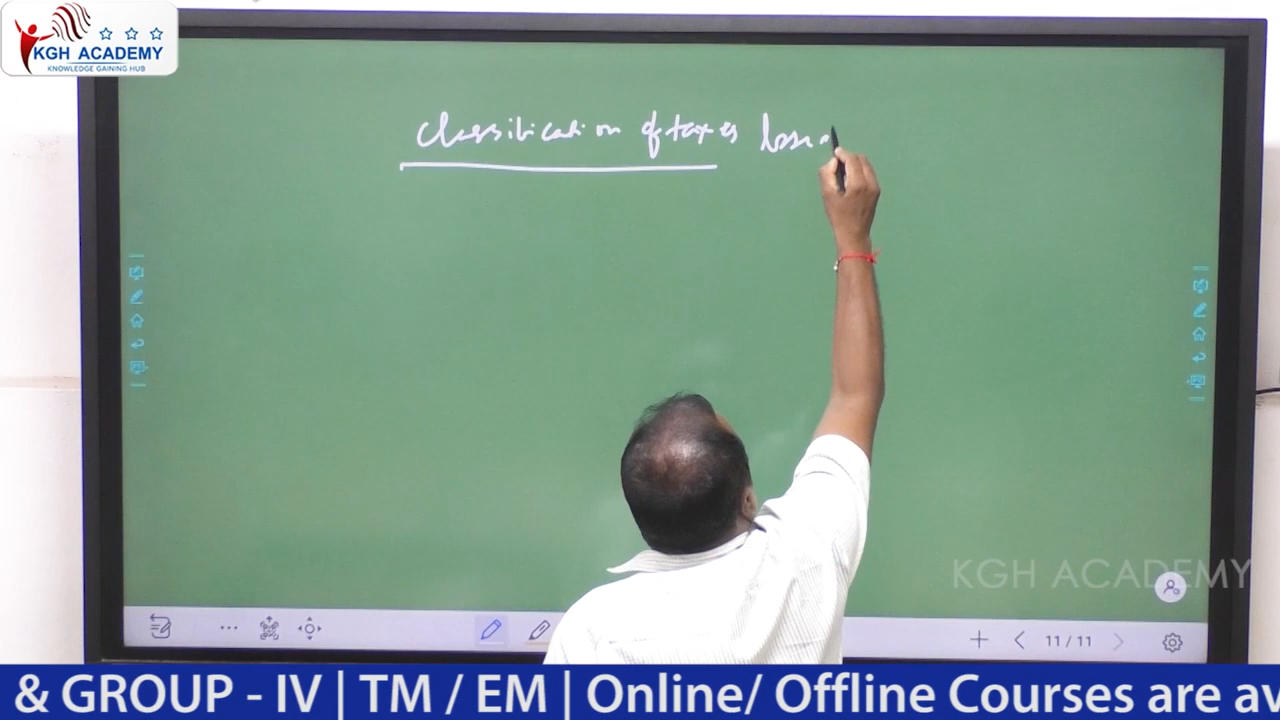 KGH ACADEMY
KNOWLEDGE GAINING HUB
Classification of taxes
KGH ACADEMY
11/11
& GROUP - IV | TM / EM | Online/ Offline Courses are av